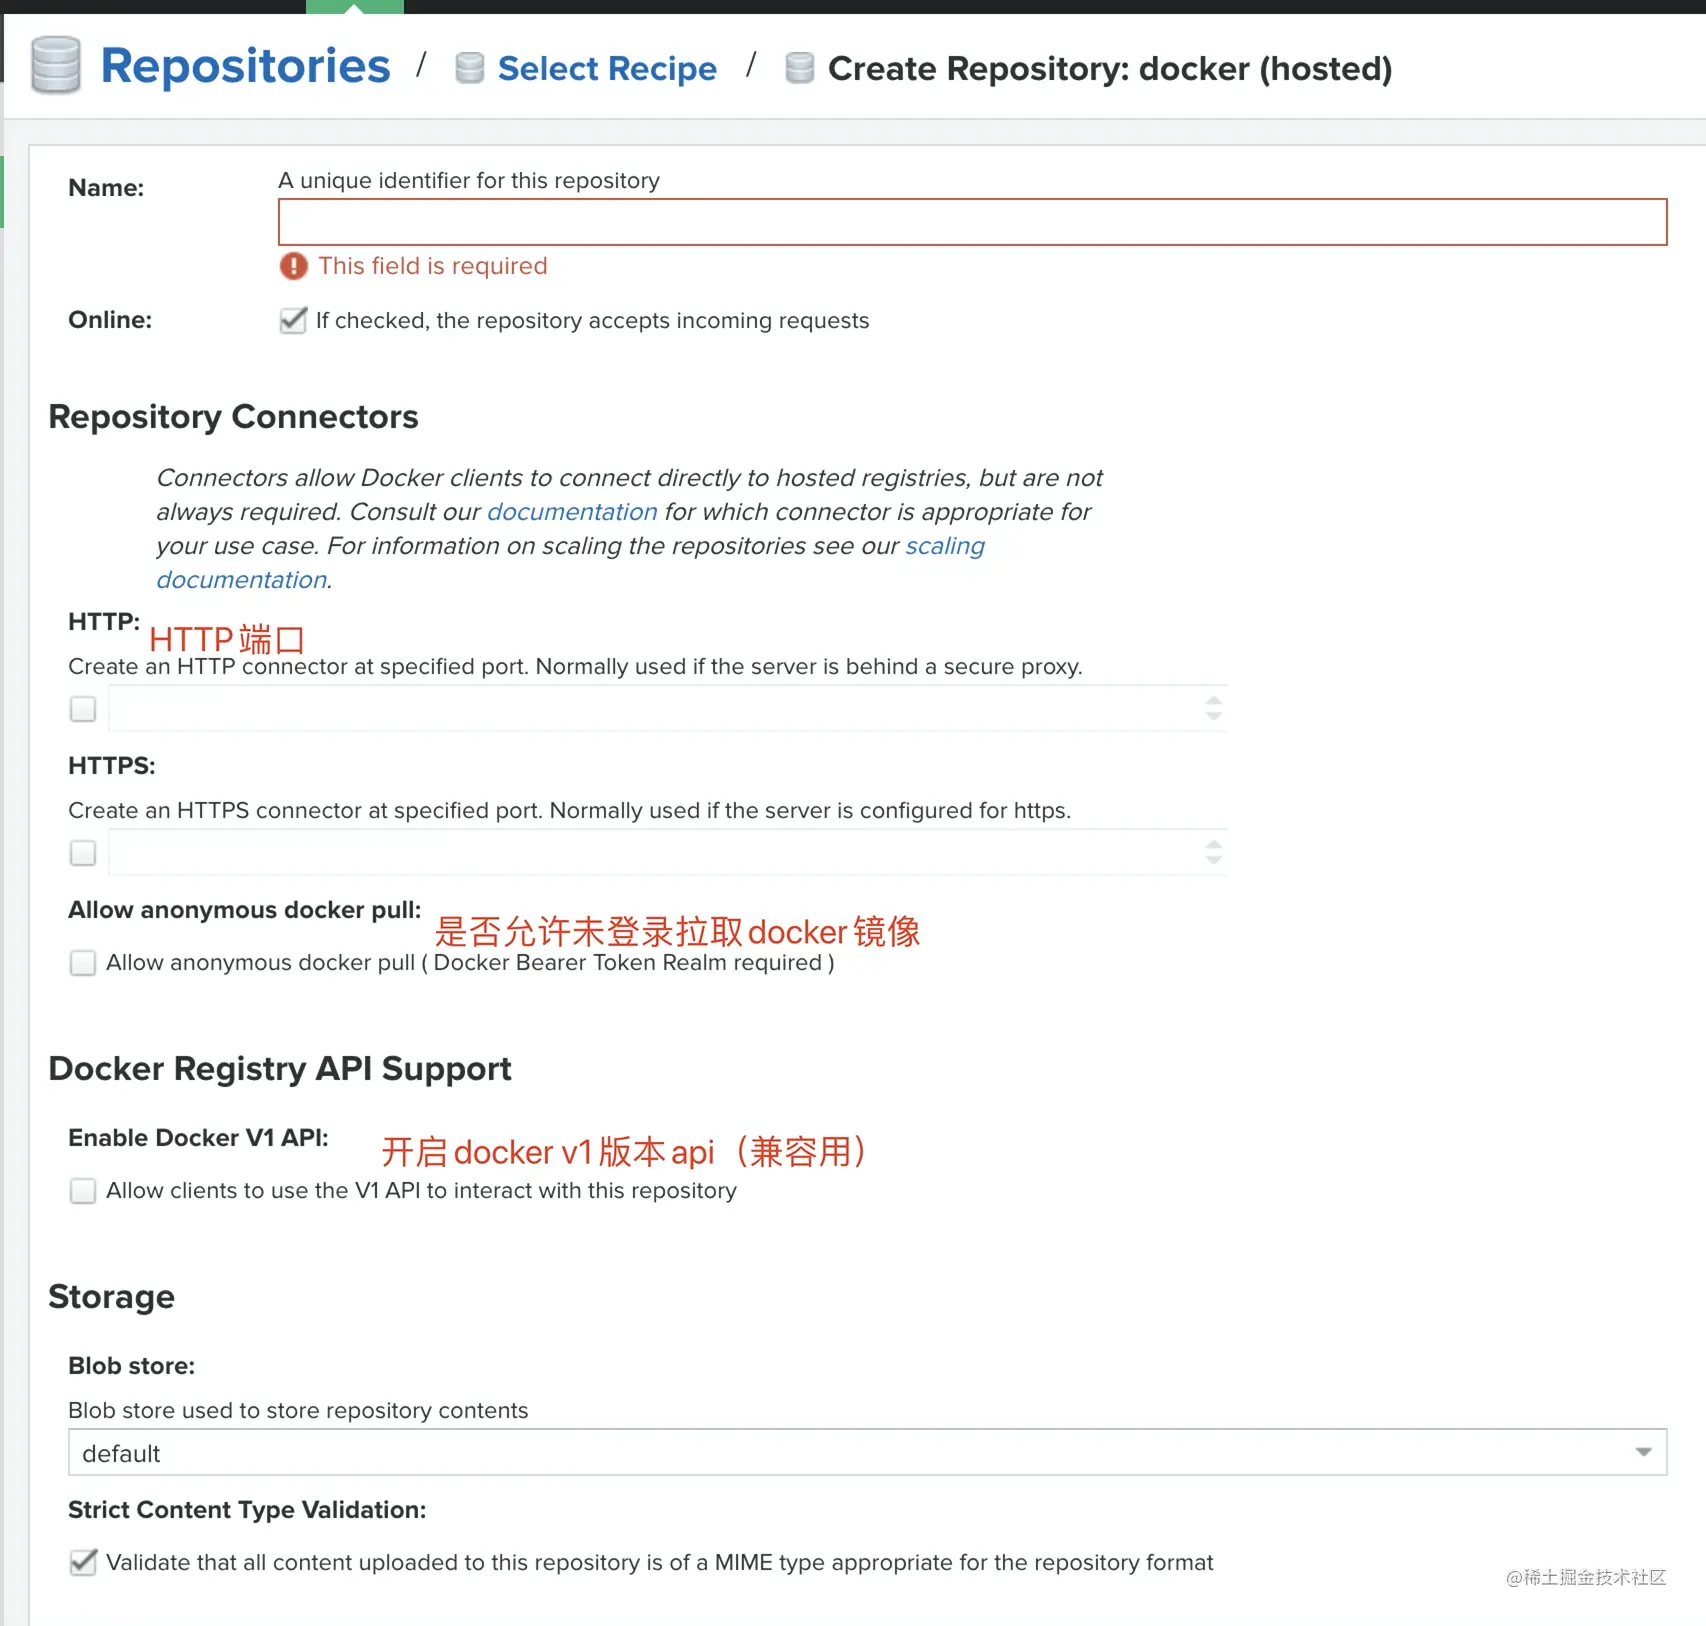 Repositories / Select Recipe / Create Repository: docker (hosted)
Name:
A unique identifier for this repository
This field is required
Online:
If checked, the repository accepts incoming requests
Repository Connectors
Connectors allow Docker clients to connect directly to hosted registries, but are not
always required. Consult our documentation for which connector is appropriate for
your use case. For information on scaling the repositories see our scaling
documentation.
HTTP:
HTTP端口
Create an HTTP connector at specified port. Normally used if the server is behind a secure proxy.
HTTPS:
Create an HTTPS connector at specified port. Normally used if the server is configured for https.
Allow anonymous docker pull:
是否允许未登录拉取docker镜像
Allow anonymous docker pull ( Docker Bearer Token Realm required )
Docker Registry API Support
Enable Docker V1 API:
开启docker v1版本api（兼容用）
Allow clients to use the V1 API to interact with this repository
Storage
Blob store:
Blob store used to store repository contents
default
Strict Content Type Validation:
Validate that all content uploaded to this repository is of a MIME type appropriate for the repository format
@稀土掘金技术社区